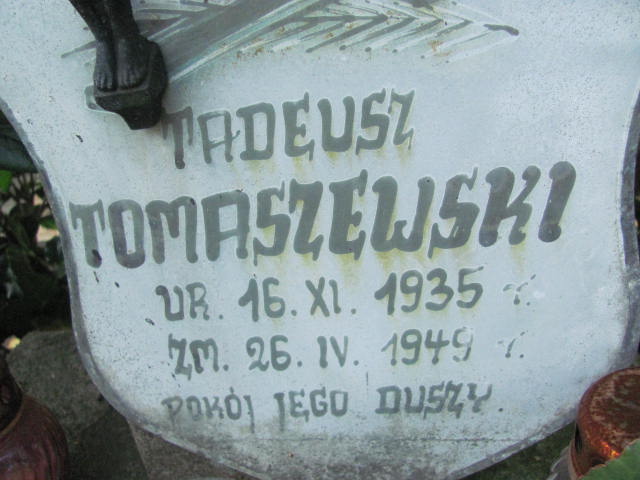 TADEUSZ
TOMASZEWSKI
UR. 16. XI. 1935 r.
ZM. 26. IV. 1949 r.
POKÓJ JEGO DUSZY.